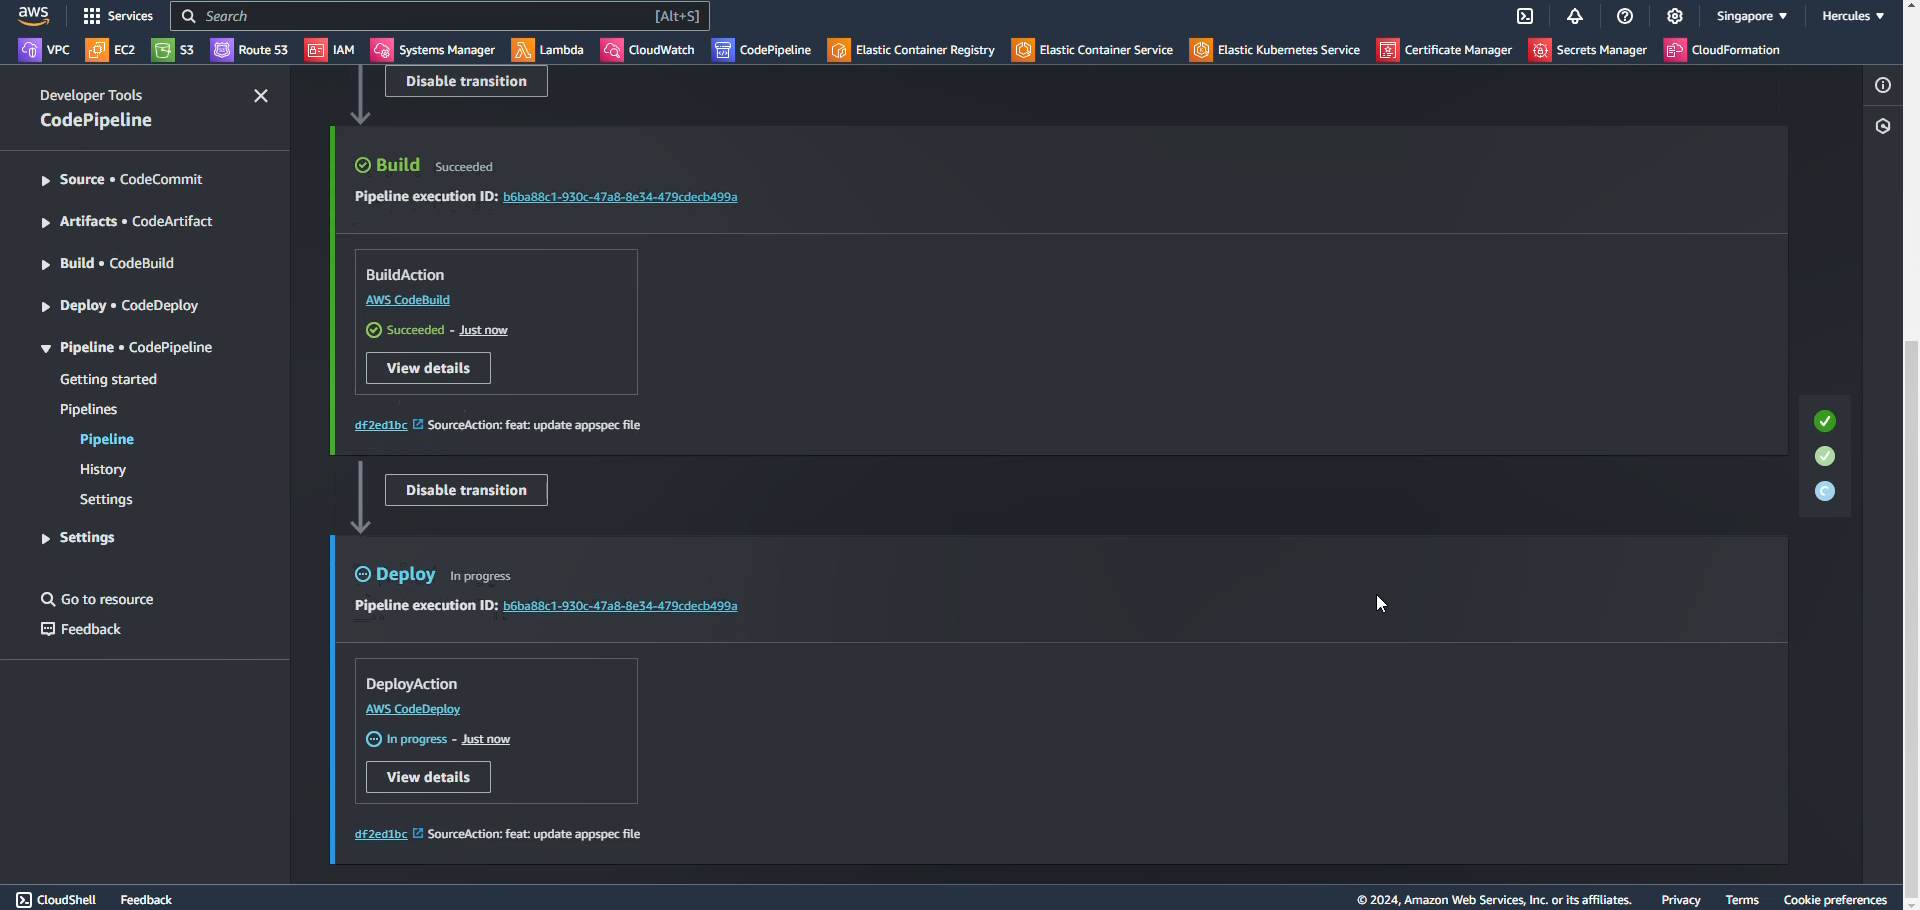 aws Services Search [Alt+S] Singapore ▼ Hercules ▼
VPC EC2 S3 Route 53 IAM Systems Manager Lambda CloudWatch CodePipeline Elastic Container Registry Elastic Container Service Elastic Kubernetes Service Certificate Manager Secrets Manager CloudFormation
Developer Tools
CodePipeline
Source • CodeCommit
Artifacts • CodeArtifact
Build • CodeBuild
Deploy • CodeDeploy
Pipeline • CodePipeline
Getting started
Pipelines
Pipeline
History
Settings
Settings
Go to resource
Feedback
Disable transition
Build Succeeded
Pipeline execution ID: b6ba88c1-930c-47a8-8e34-479cdecb499a
BuildAction
AWS CodeBuild
Succeeded - Just now
View details
df2ed1bc SourceAction: feat: update appspec file
Disable transition
Deploy In progress
Pipeline execution ID: b6ba88c1-930c-47a8-8e34-479cdecb499a
DeployAction
AWS CodeDeploy
In progress - Just now
View details
df2ed1bc SourceAction: feat: update appspec file
CloudShell Feedback © 2024, Amazon Web Services, Inc. or its affiliates. Privacy Terms Cookie preferences